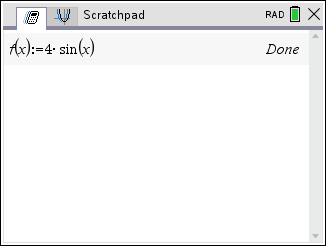 Scratchpad
RAD
f(x):=4· sin(x)
Done